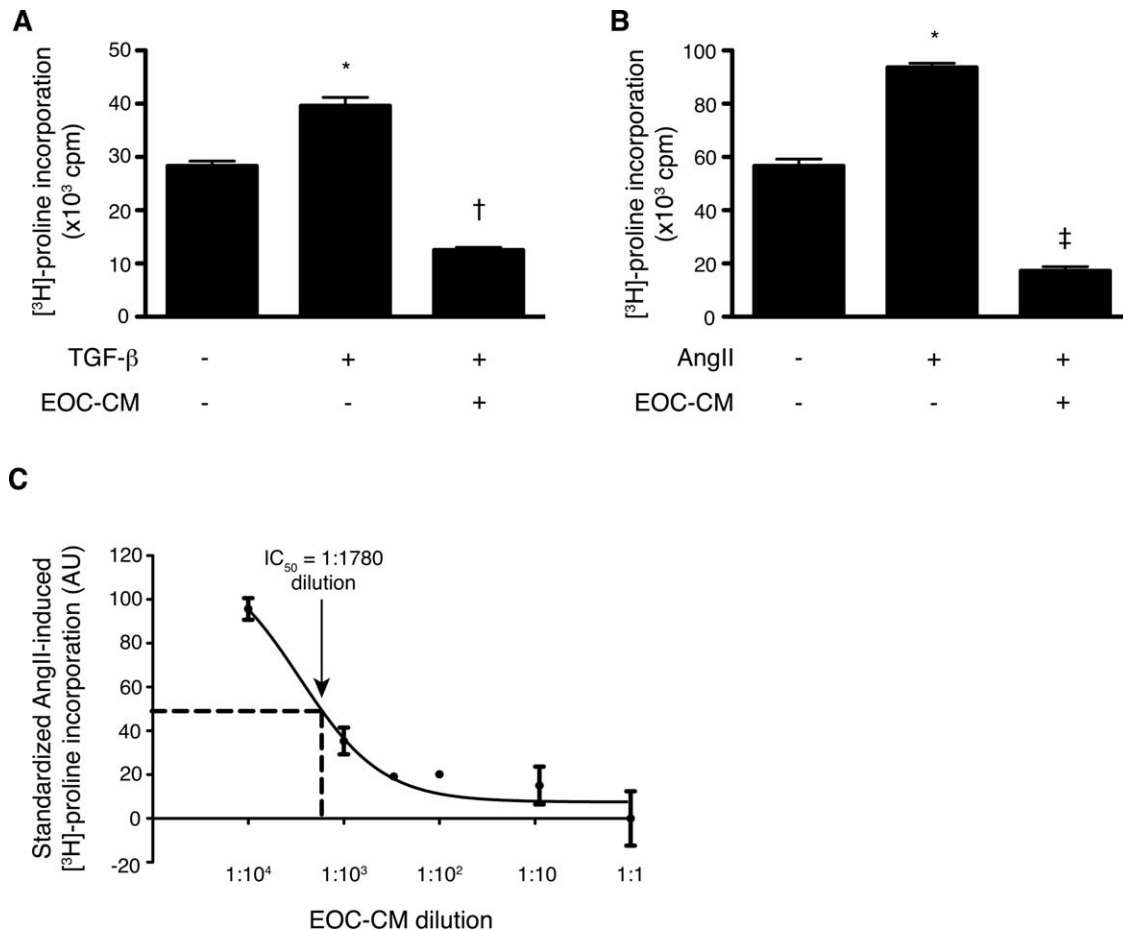 A
[³H]-proline incorporation
(x10³ cpm)
50
40
30
20
10
0
*
†
TGF-β - + +
EOC-CM - - +
B
[³H]-proline incorporation
(x10³ cpm)
100
80
60
40
20
0
*
‡
AngII - + +
EOC-CM - - +
C
Standardized AngII-induced
[³H]-proline incorporation (AU)
120
100
80
60
40
20
0
-20
IC₅₀ = 1:1780
dilution
1:10⁴ 1:10³ 1:10² 1:10 1:1
EOC-CM dilution